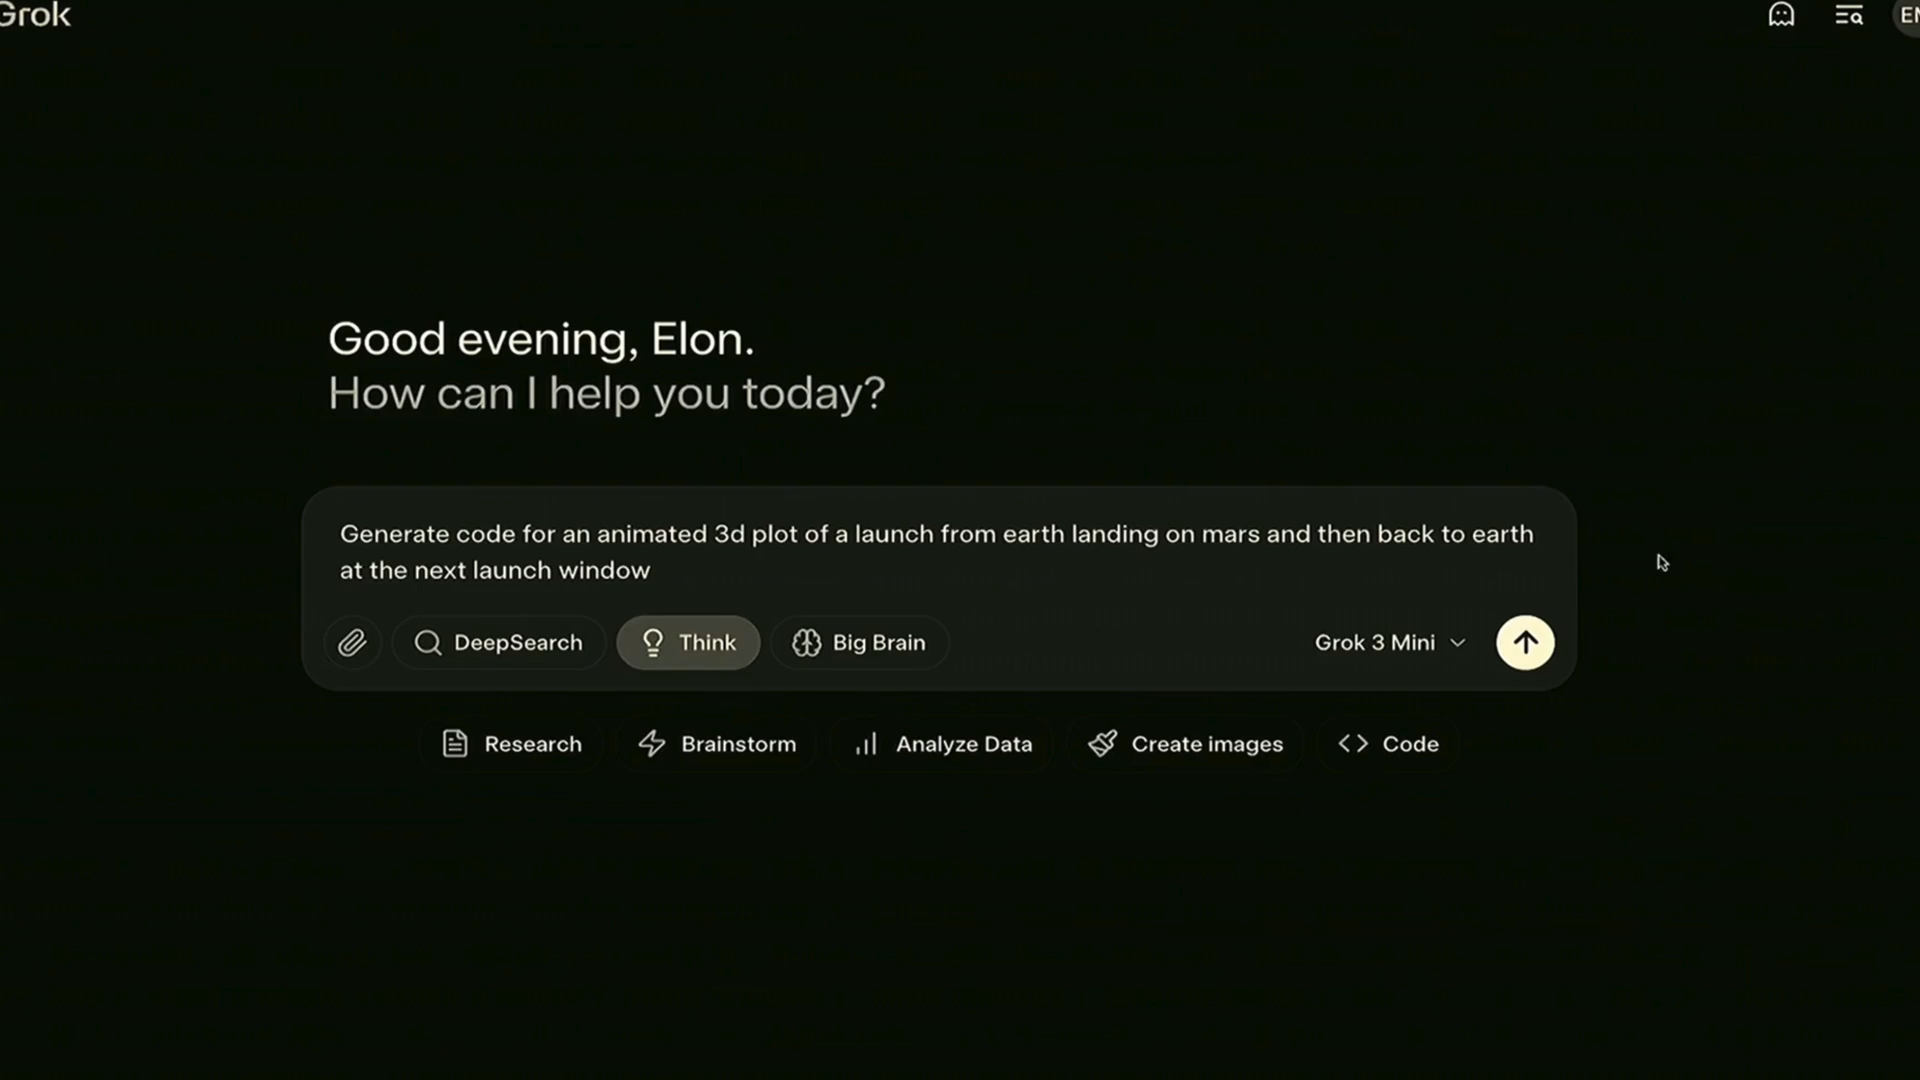 Grok
EM
Good evening, Elon.
How can I help you today?
Generate code for an animated 3d plot of a launch from earth landing on mars and then back to earth
at the next launch window
DeepSearch
Think
Big Brain
Grok 3 Mini
Research
Brainstorm
Analyze Data
Create images
Code